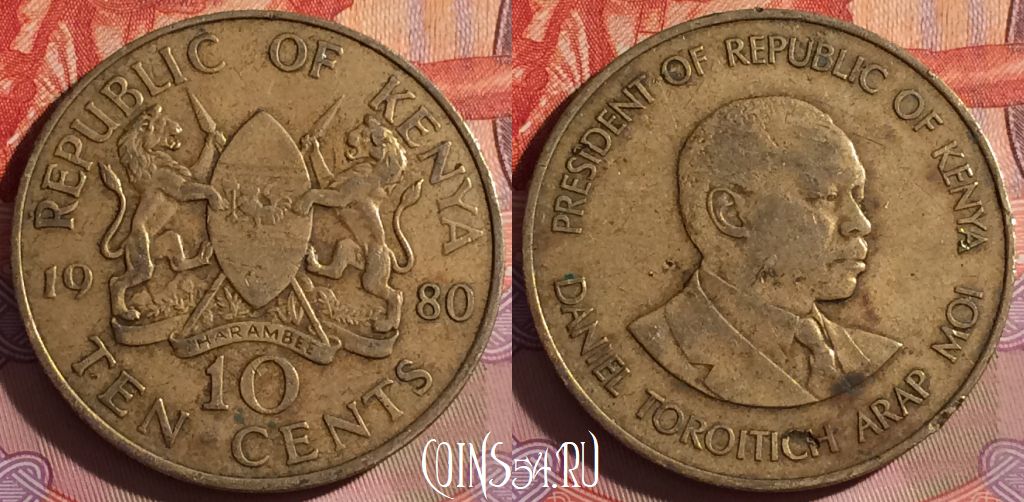 REPUBLIC OF KENYA
19 80
HARAMBEE
10
TEN CENTS
PRESIDENT OF REPUBLIC OF KENYA
DANIEL TOROITICH ARAP MOI
COINS54.RU